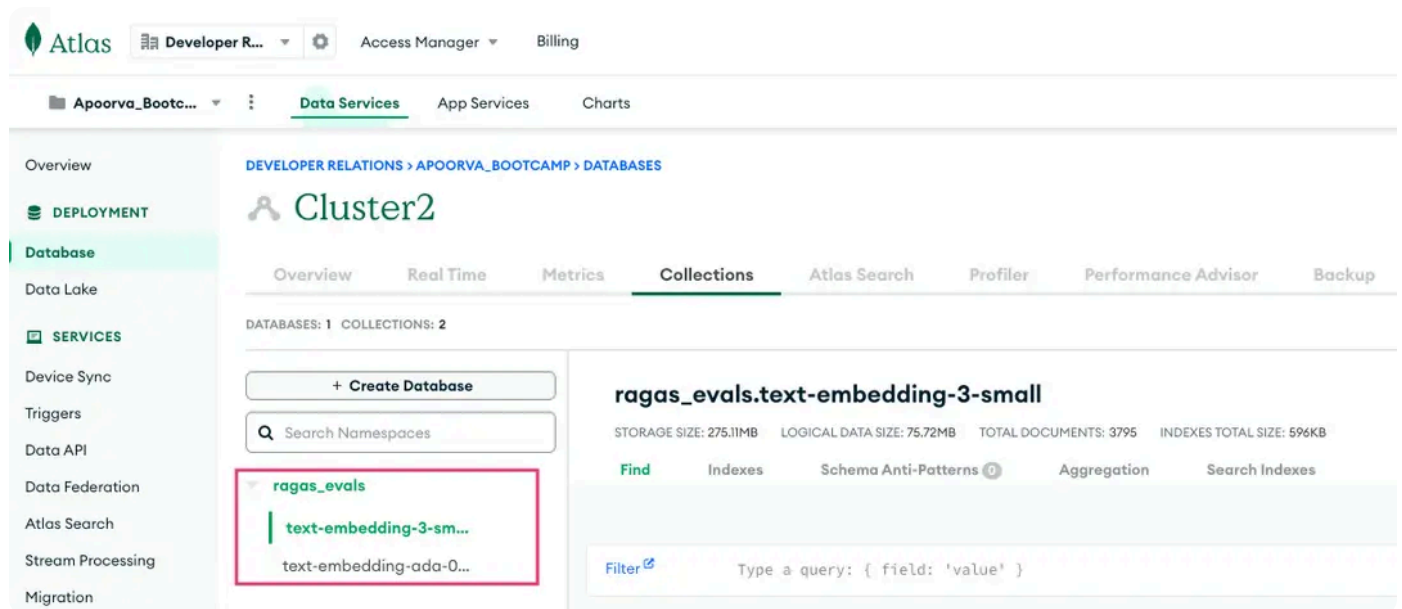 Atlas Developer R... Access Manager Billing
Apoorva_Bootc... Data Services App Services Charts
Overview
DEPLOYMENT
Database
Data Lake
SERVICES
Device Sync
Triggers
Data API
Data Federation
Atlas Search
Stream Processing
Migration
DEVELOPER RELATIONS > APOORVA_BOOTCAMP > DATABASES
Cluster2
Overview Real Time Metrics Collections Atlas Search Profiler Performance Advisor Backup
DATABASES: 1 COLLECTIONS: 2
+ Create Database
Search Namespaces
ragas_evals
text-embedding-3-sm...
text-embedding-ada-0...
ragas_evals.text-embedding-3-small
STORAGE SIZE: 275.11MB LOGICAL DATA SIZE: 75.72MB TOTAL DOCUMENTS: 3795 INDEXES TOTAL SIZE: 596KB
Find Indexes Schema Anti-Patterns 0 Aggregation Search Indexes
Filter Type a query: { field: 'value' }